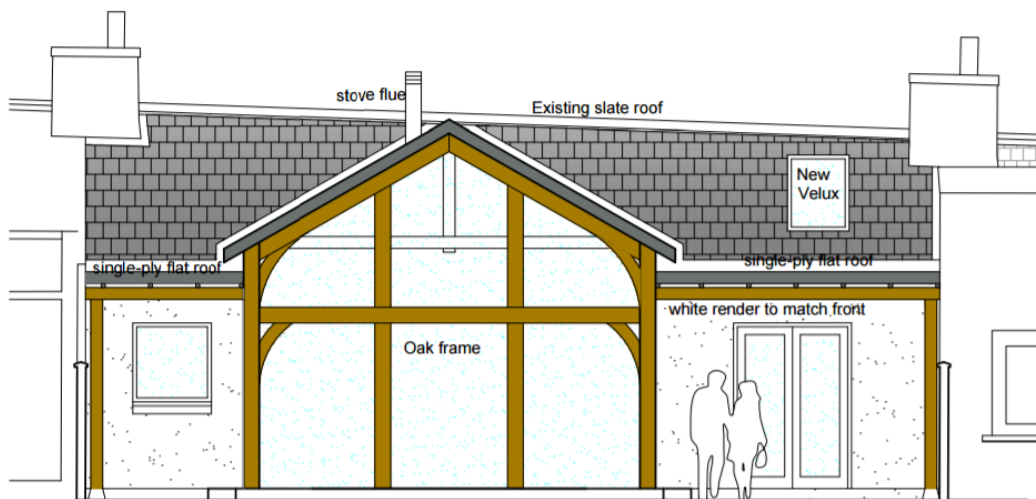 stove flue
Existing slate roof
New
Velux
single-ply flat roof
single-ply flat roof
white render to match front
Oak frame